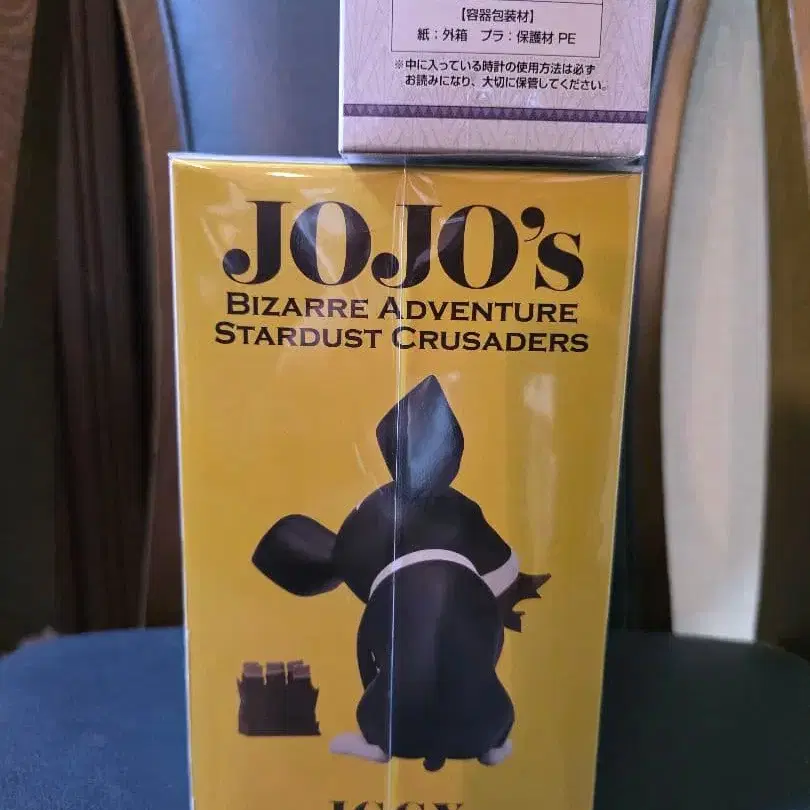 【容器包装材】
紙：外箱　プラ：保護材 PE
※中に入っている時計の使用方法は必ず
お読みになり、大切に保管してください。
JOJO's
BIZARRE ADVENTURE
STARDUST CRUSADERS
IGGY